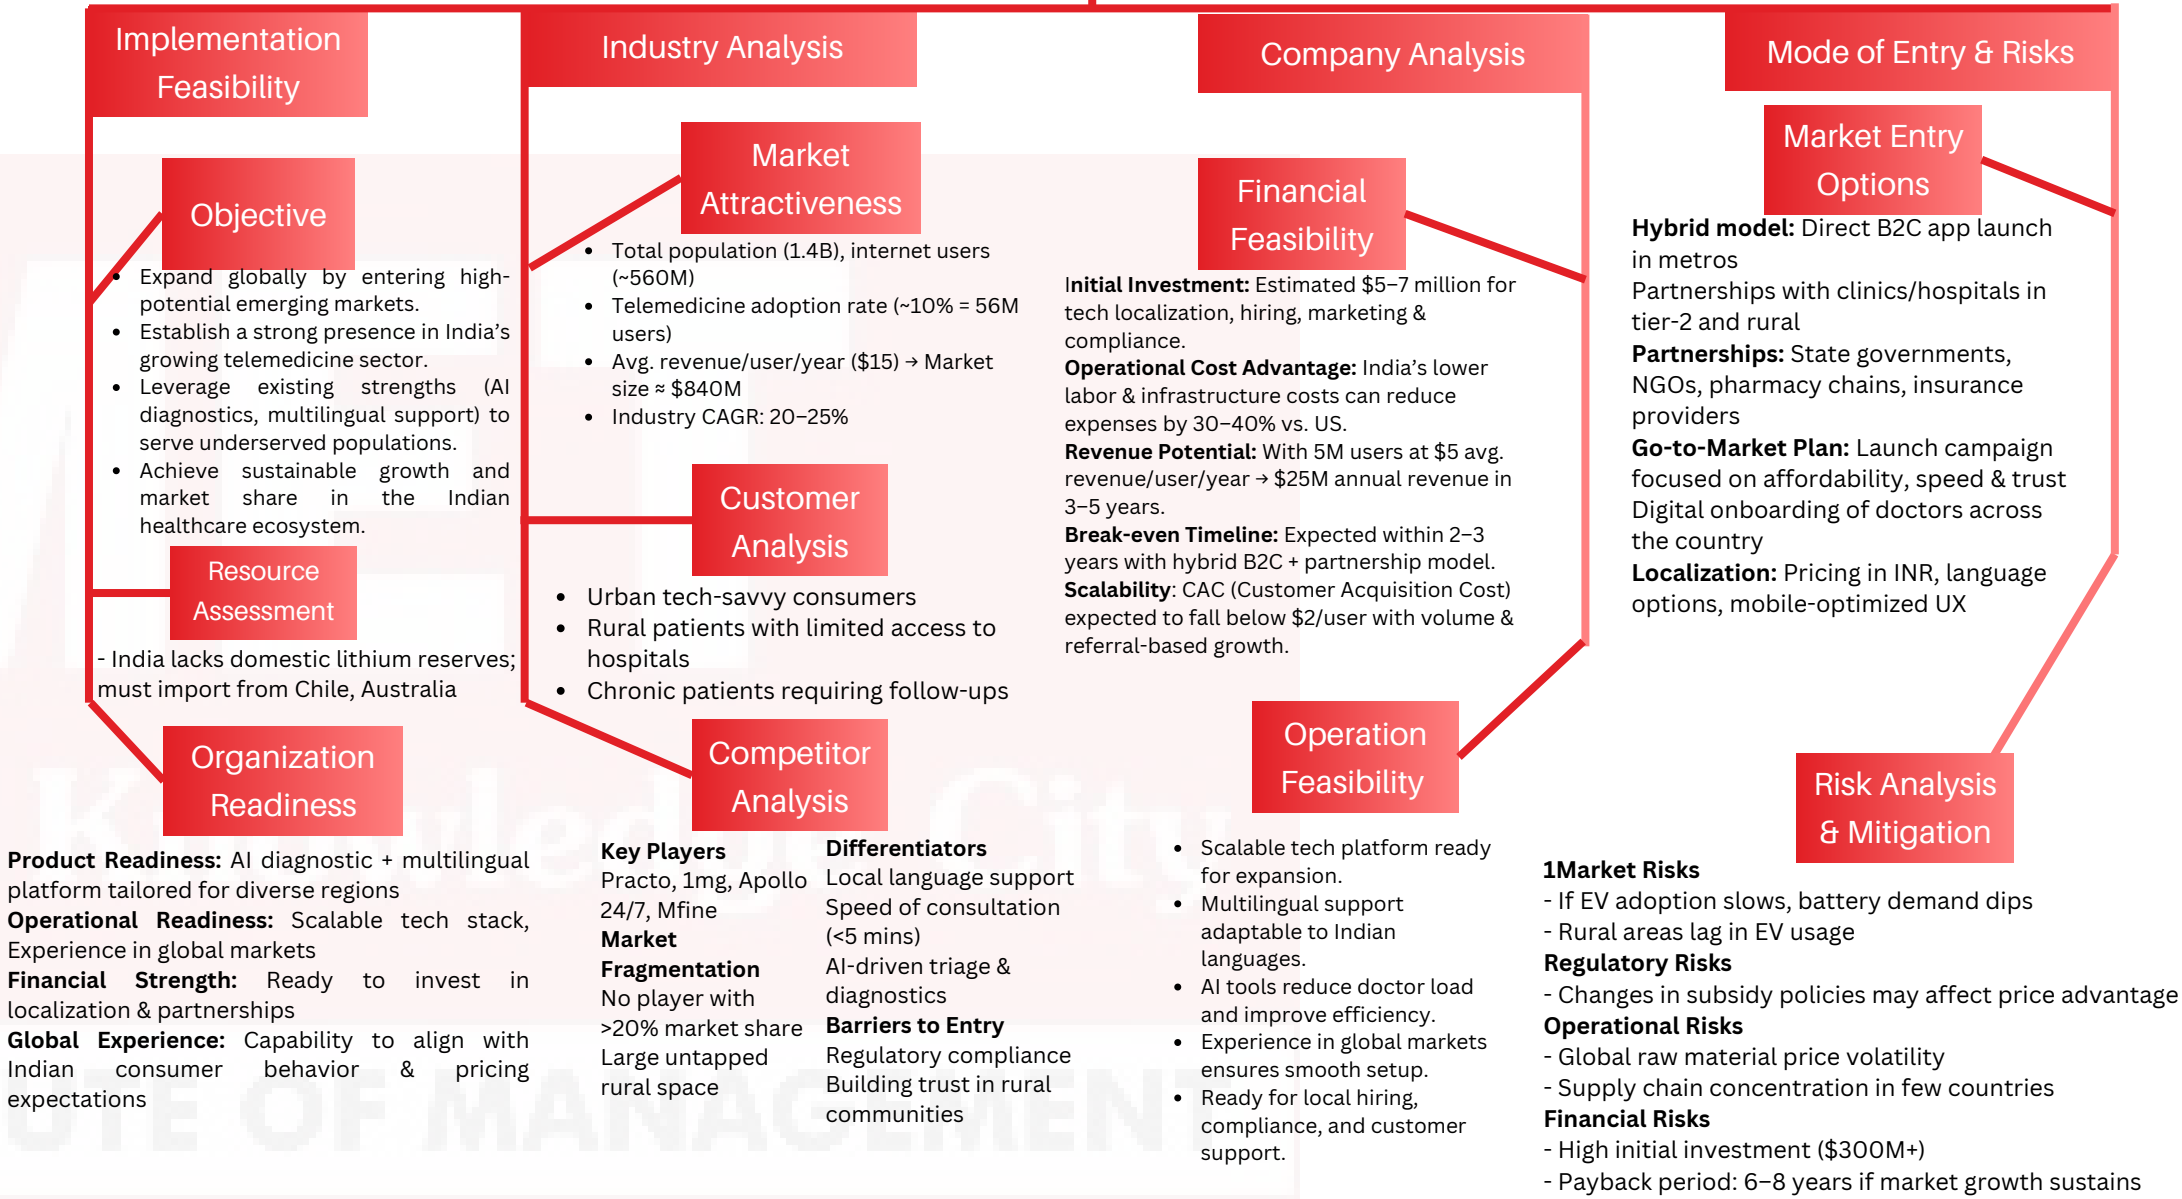 Implementation
Feasibility
Objective
• Expand globally by entering high-
potential emerging markets.
• Establish a strong presence in India’s
growing telemedicine sector.
• Leverage existing strengths (AI
diagnostics, multilingual support) to
serve underserved populations.
• Achieve sustainable growth and
market share in the Indian
healthcare ecosystem.
Resource
Assessment
- India lacks domestic lithium reserves;
must import from Chile, Australia
Organization
Readiness
Product Readiness: AI diagnostic + multilingual
platform tailored for diverse regions
Operational Readiness: Scalable tech stack,
Experience in global markets
Financial Strength: Ready to invest in
localization & partnerships
Global Experience: Capability to align with
Indian consumer behavior & pricing
expectations
Industry Analysis
Market
Attractiveness
• Total population (1.4B), internet users
(~560M)
• Telemedicine adoption rate (~10% = 56M
users)
• Avg. revenue/user/year ($15) → Market
size ≈ $840M
• Industry CAGR: 20–25%
Customer
Analysis
• Urban tech-savvy consumers
• Rural patients with limited access to
hospitals
• Chronic patients requiring follow-ups
Competitor
Analysis
Key Players
Practo, 1mg, Apollo
24/7, Mfine
Market
Fragmentation
No player with
>20% market share
Large untapped
rural space
Differentiators
Local language support
Speed of consultation
(<5 mins)
AI-driven triage &
diagnostics
Barriers to Entry
Regulatory compliance
Building trust in rural
communities
Company Analysis
Financial
Feasibility
Initial Investment: Estimated $5–7 million for
tech localization, hiring, marketing &
compliance.
Operational Cost Advantage: India’s lower
labor & infrastructure costs can reduce
expenses by 30–40% vs. US.
Revenue Potential: With 5M users at $5 avg.
revenue/user/year → $25M annual revenue in
3–5 years.
Break-even Timeline: Expected within 2–3
years with hybrid B2C + partnership model.
Scalability: CAC (Customer Acquisition Cost)
expected to fall below $2/user with volume &
referral-based growth.
Operation
Feasibility
• Scalable tech platform ready
for expansion.
• Multilingual support
adaptable to Indian
languages.
• AI tools reduce doctor load
and improve efficiency.
• Experience in global markets
ensures smooth setup.
• Ready for local hiring,
compliance, and customer
support.
Mode of Entry & Risks
Market Entry
Options
Hybrid model: Direct B2C app launch
in metros
Partnerships with clinics/hospitals in
tier-2 and rural
Partnerships: State governments,
NGOs, pharmacy chains, insurance
providers
Go-to-Market Plan: Launch campaign
focused on affordability, speed & trust
Digital onboarding of doctors across
the country
Localization: Pricing in INR, language
options, mobile-optimized UX
Risk Analysis
& Mitigation
1Market Risks
- If EV adoption slows, battery demand dips
- Rural areas lag in EV usage
Regulatory Risks
- Changes in subsidy policies may affect price advantage
Operational Risks
- Global raw material price volatility
- Supply chain concentration in few countries
Financial Risks
- High initial investment ($300M+)
- Payback period: 6–8 years if market growth sustains
Knowledge City
UTE OF MANAGEMENT